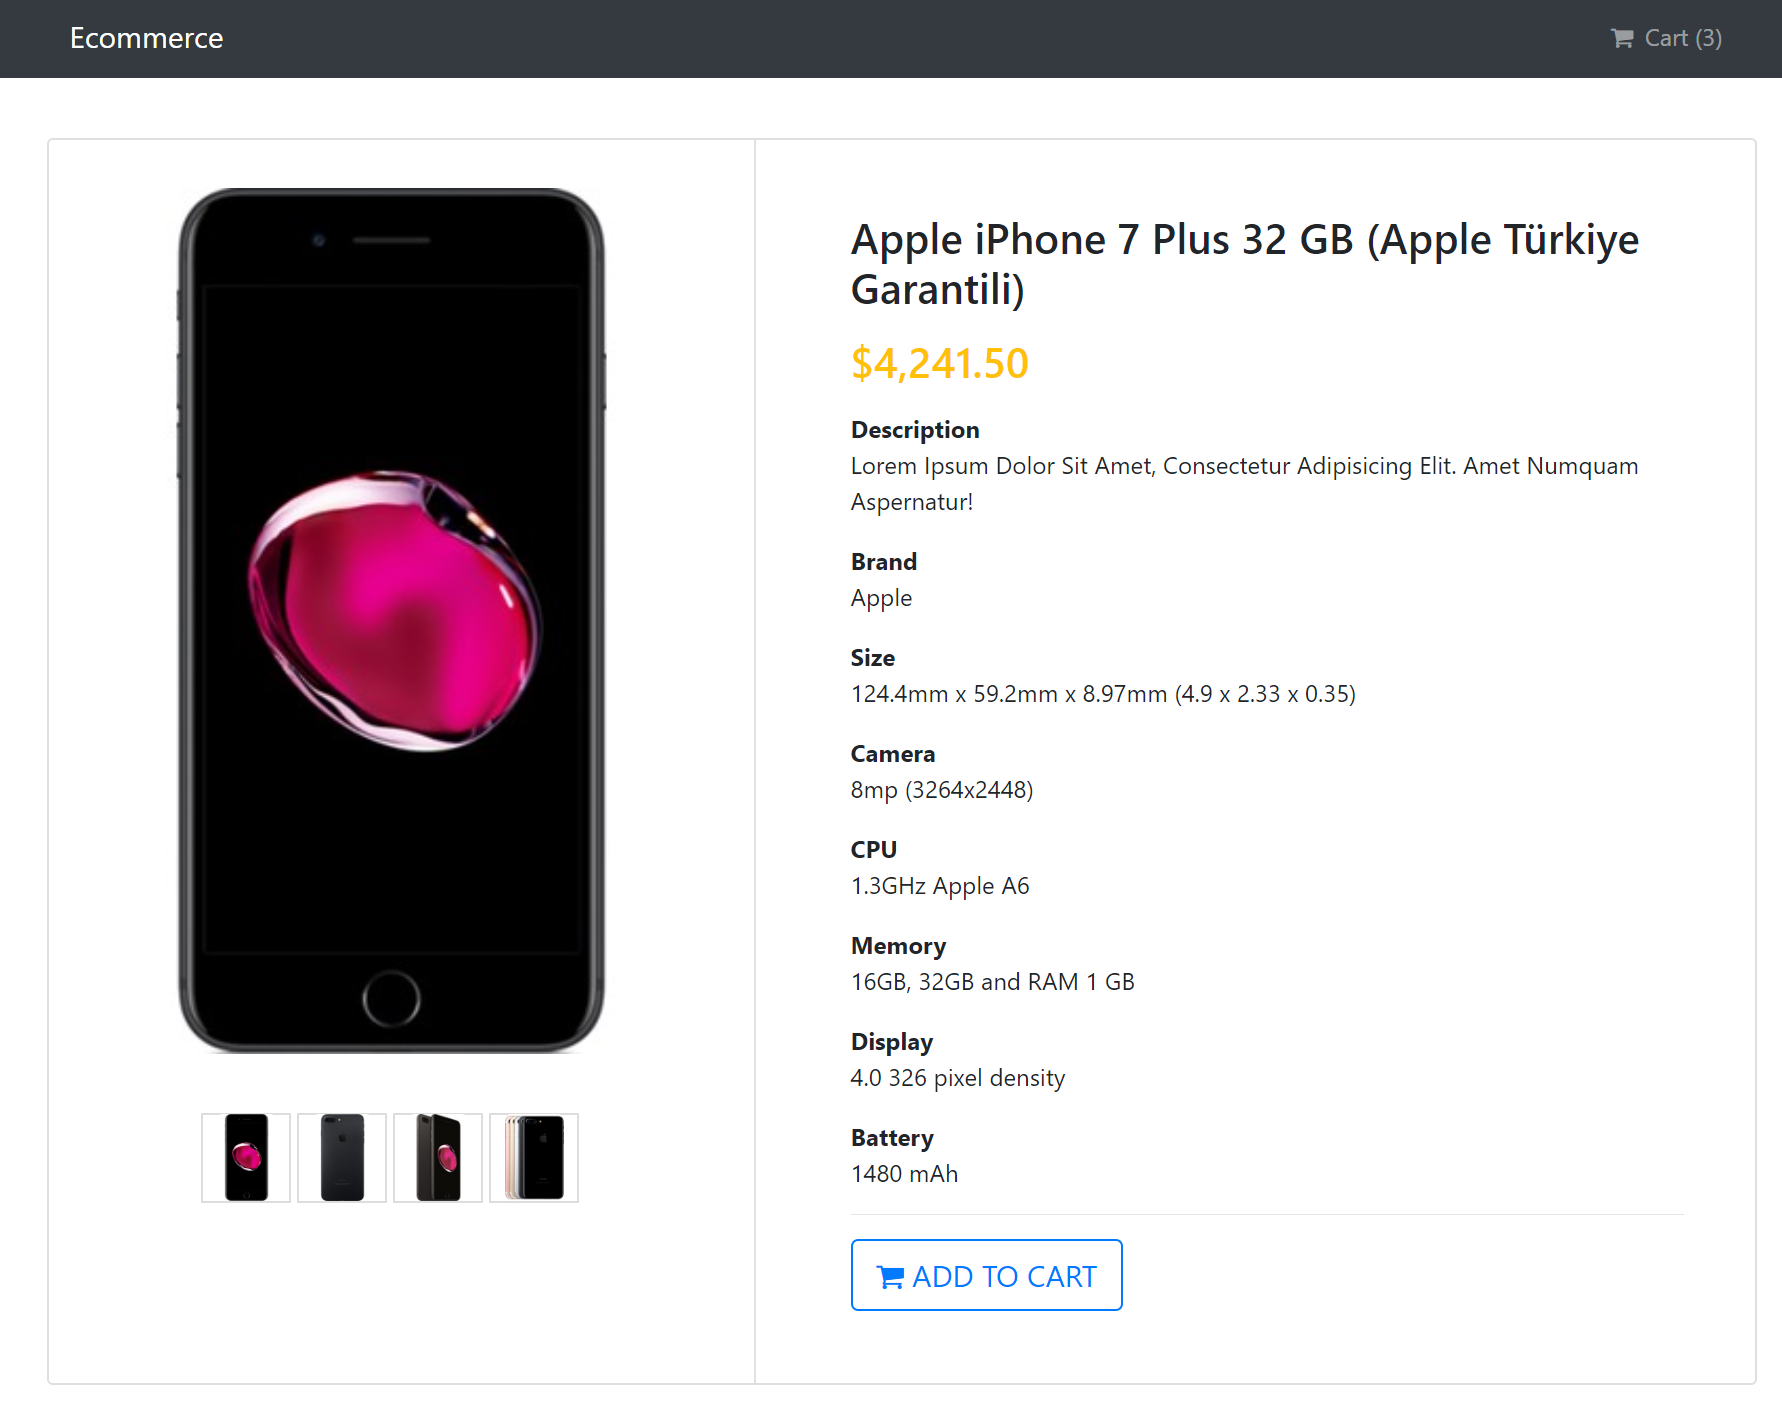 Ecommerce
Cart (3)
Apple iPhone 7 Plus 32 GB (Apple Türkiye
Garantili)
$4,241.50
Description
Lorem Ipsum Dolor Sit Amet, Consectetur Adipisicing Elit. Amet Numquam
Aspernatur!
Brand
Apple
Size
124.4mm x 59.2mm x 8.97mm (4.9 x 2.33 x 0.35)
Camera
8mp (3264x2448)
CPU
1.3GHz Apple A6
Memory
16GB, 32GB and RAM 1 GB
Display
4.0 326 pixel density
Battery
1480 mAh
ADD TO CART